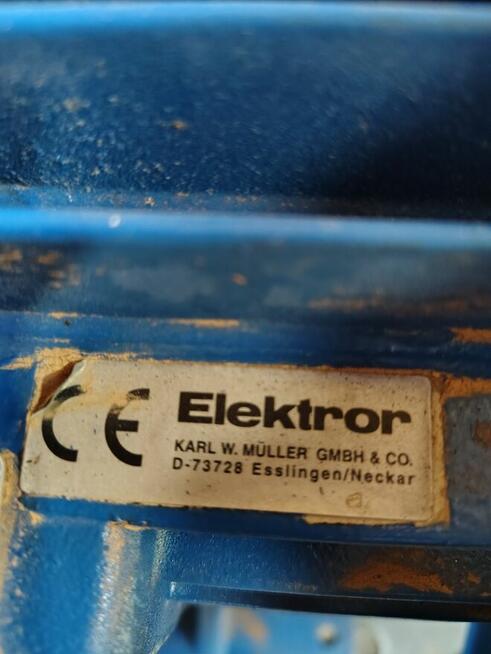 CE Elektror
KARL W. MÜLLER GMBH & CO.
D-73728 Esslingen/Neckar